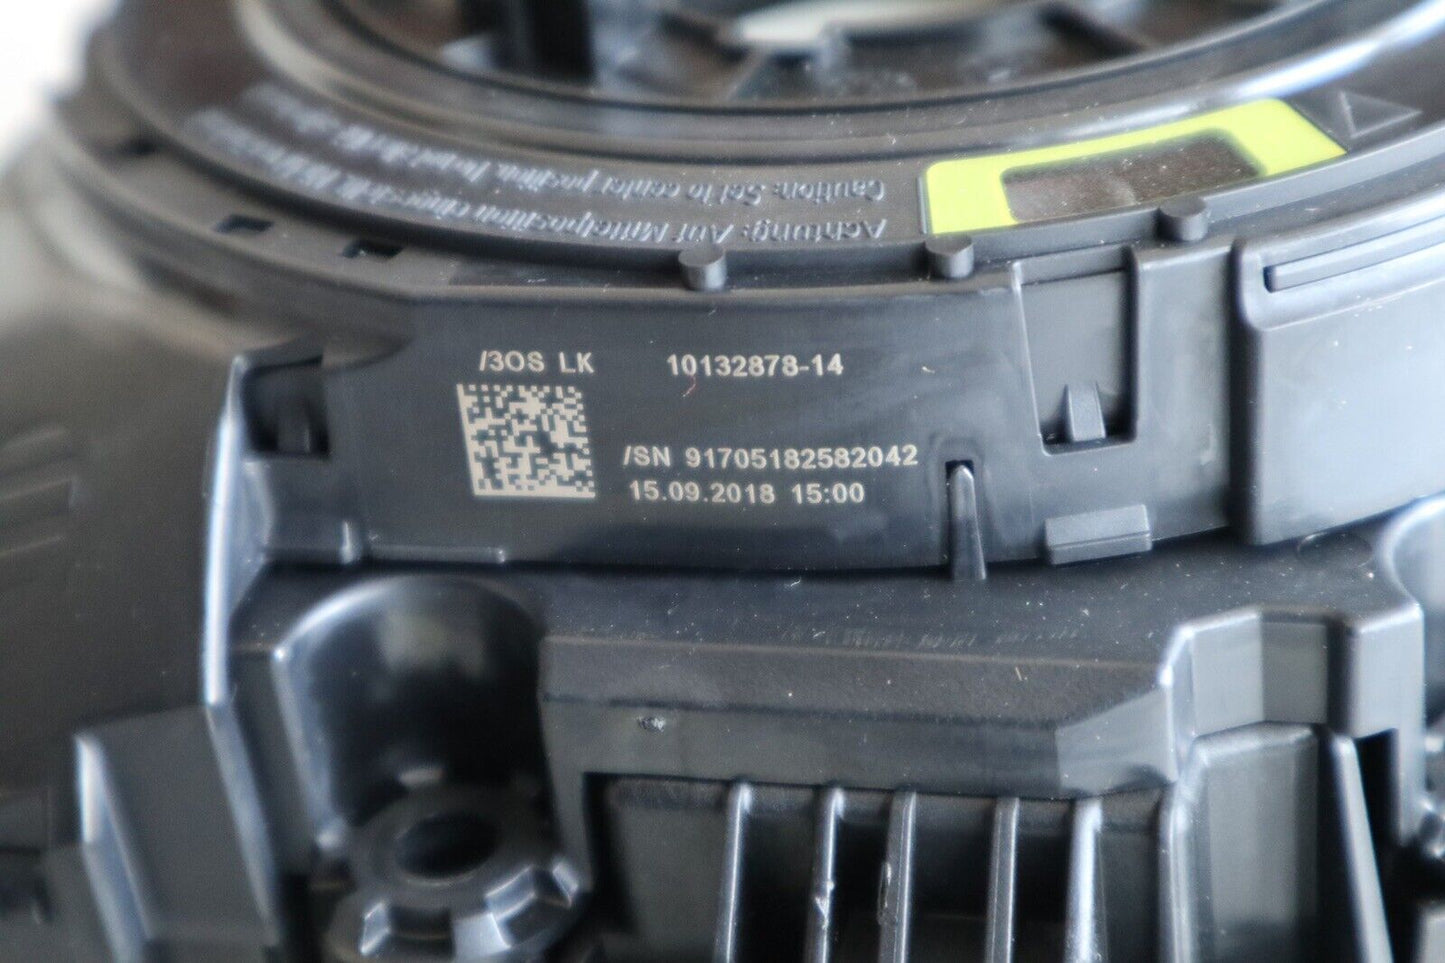 Achtung: Auf Mittelposition eingestellt.
Caution: Set to center position.
/3OS LK 10132878-14
/SN 91705182582042
15.09.2018 15:00